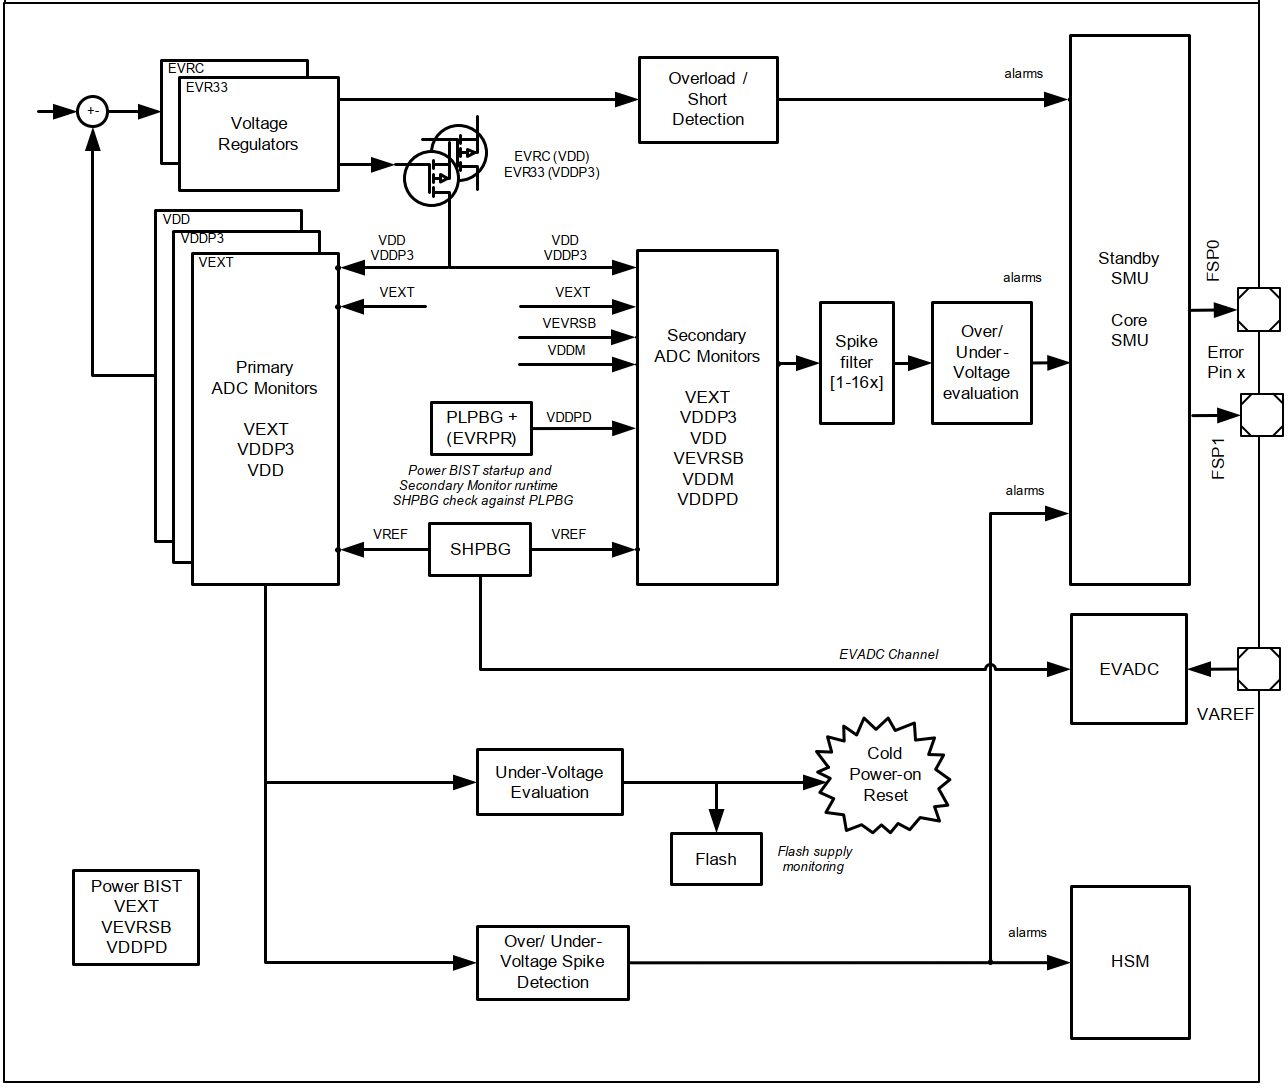 EVRC
EVR33
Voltage
Regulators
+-
Overload /
Short
Detection
alarms
EVRC (VDD)
EVR33 (VDDP3)
VDD
VDDP3
VEXT
Primary
ADC Monitors
VEXT
VDDP3
VDD
VDD
VDDP3
VEXT
VDD
VDDP3
VEXT
VEVRSB
VDDM
PLPBG +
(EVRPR)
VDDPD
Power BIST start-up and
Secondary Monitor run-time
SHPBG check against PLPBG
VREF
SHPBG
VREF
Secondary
ADC Monitors
VEXT
VDDP3
VDD
VEVRSB
VDDM
VDDPD
Spike
filter
[1-16x]
alarms
Over/
Under-
Voltage
evaluation
Standby
SMU
Core
SMU
FSP0
Error
Pin x
FSP1
alarms
EVADC Channel
EVADC
VAREF
Under-Voltage
Evaluation
Cold
Power-on
Reset
Flash
Flash supply
monitoring
Power BIST
VEXT
VEVRSB
VDDPD
Over/ Under-
Voltage Spike
Detection
alarms
HSM